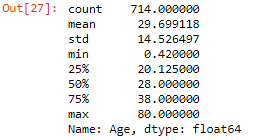 Out[27]: count    714.000000
mean      29.699118
std       14.526497
min        0.420000
25%       20.125000
50%       28.000000
75%       38.000000
max       80.000000
Name: Age, dtype: float64